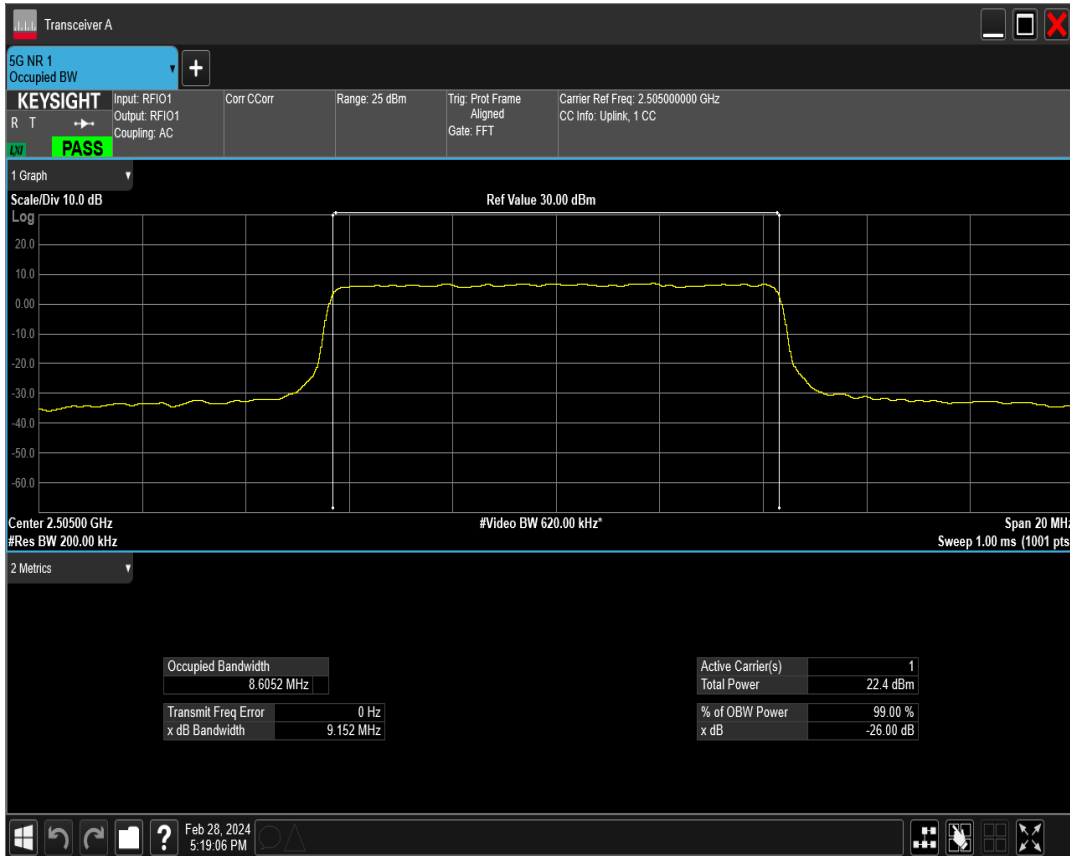 Transceiver A
5G NR 1
Occupied BW
+
KEYSIGHT
R T
LXI
PASS
Input: RFIO1
Output: RFIO1
Coupling: AC
Corr CCorr
Range: 25 dBm
Trig: Prot Frame
Aligned
Gate: FFT
Carrier Ref Freq: 2.505000000 GHz
CC Info: Uplink, 1 CC
1 Graph
Scale/Div 10.0 dB
Ref Value 30.00 dBm
Log
20.0
10.0
0.00
-10.0
-20.0
-30.0
-40.0
-50.0
-60.0
Center 2.50500 GHz
#Video BW 620.00 kHz*
Span 20 MHz
#Res BW 200.00 kHz
Sweep 1.00 ms (1001 pts
2 Metrics
Occupied Bandwidth
8.6052 MHz
Transmit Freq Error 0 Hz
x dB Bandwidth 9.152 MHz
Active Carrier(s) 1
Total Power 22.4 dBm
% of OBW Power 99.00 %
x dB -26.00 dB
?
Feb 28, 2024
5:19:06 PM